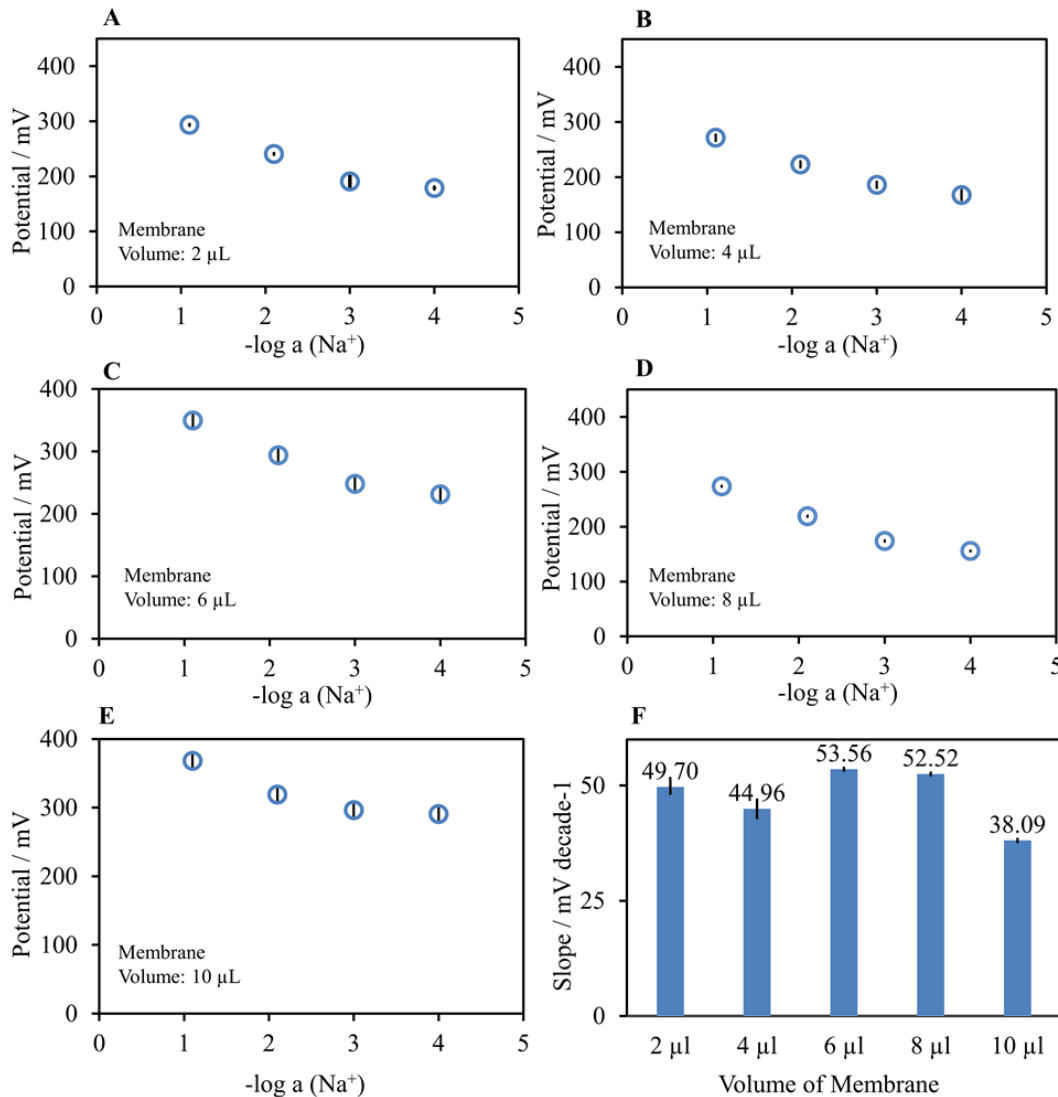 A
400
300
200
100
0
Potential / mV
Membrane
Volume: 2 µL
0 1 2 3 4 5
-log a (Na⁺)
B
400
300
200
100
0
Potential / mV
Membrane
Volume: 4 µL
0 1 2 3 4 5
-log a (Na⁺)
C
400
300
200
100
0
Potential / mV
Membrane
Volume: 6 µL
0 1 2 3 4 5
-log a (Na⁺)
D
400
300
200
100
0
Potential / mV
Membrane
Volume: 8 µL
0 1 2 3 4 5
-log a (Na⁺)
E
400
300
200
100
0
Potential / mV
Membrane
Volume: 10 µL
0 1 2 3 4 5
-log a (Na⁺)
F
50
25
0
Slope / mV decade-1
49.70
44.96
53.56
52.52
38.09
2 µl 4 µl 6 µl 8 µl 10 µl
Volume of Membrane